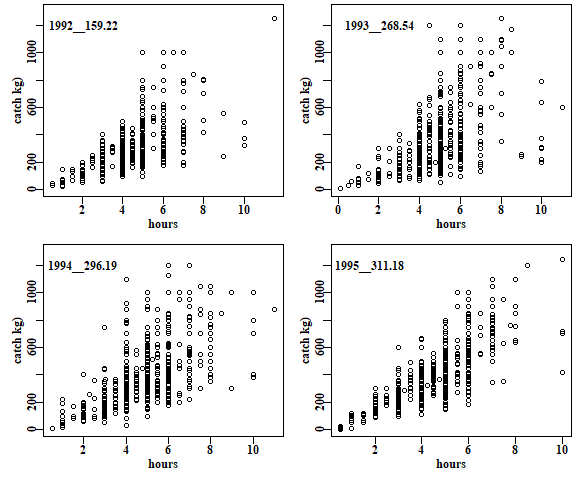 1992__159.22
catch kg)
0 200 600 1000
2 4 6 8 10
hours
1993__268.54
catch kg)
0 200 600 1000
0 2 4 6 8 10
hours
1994__296.19
catch kg)
0 200 600 1000
2 4 6 8 10
hours
1995__311.18
catch kg)
0 200 600 1000
2 4 6 8 10
hours